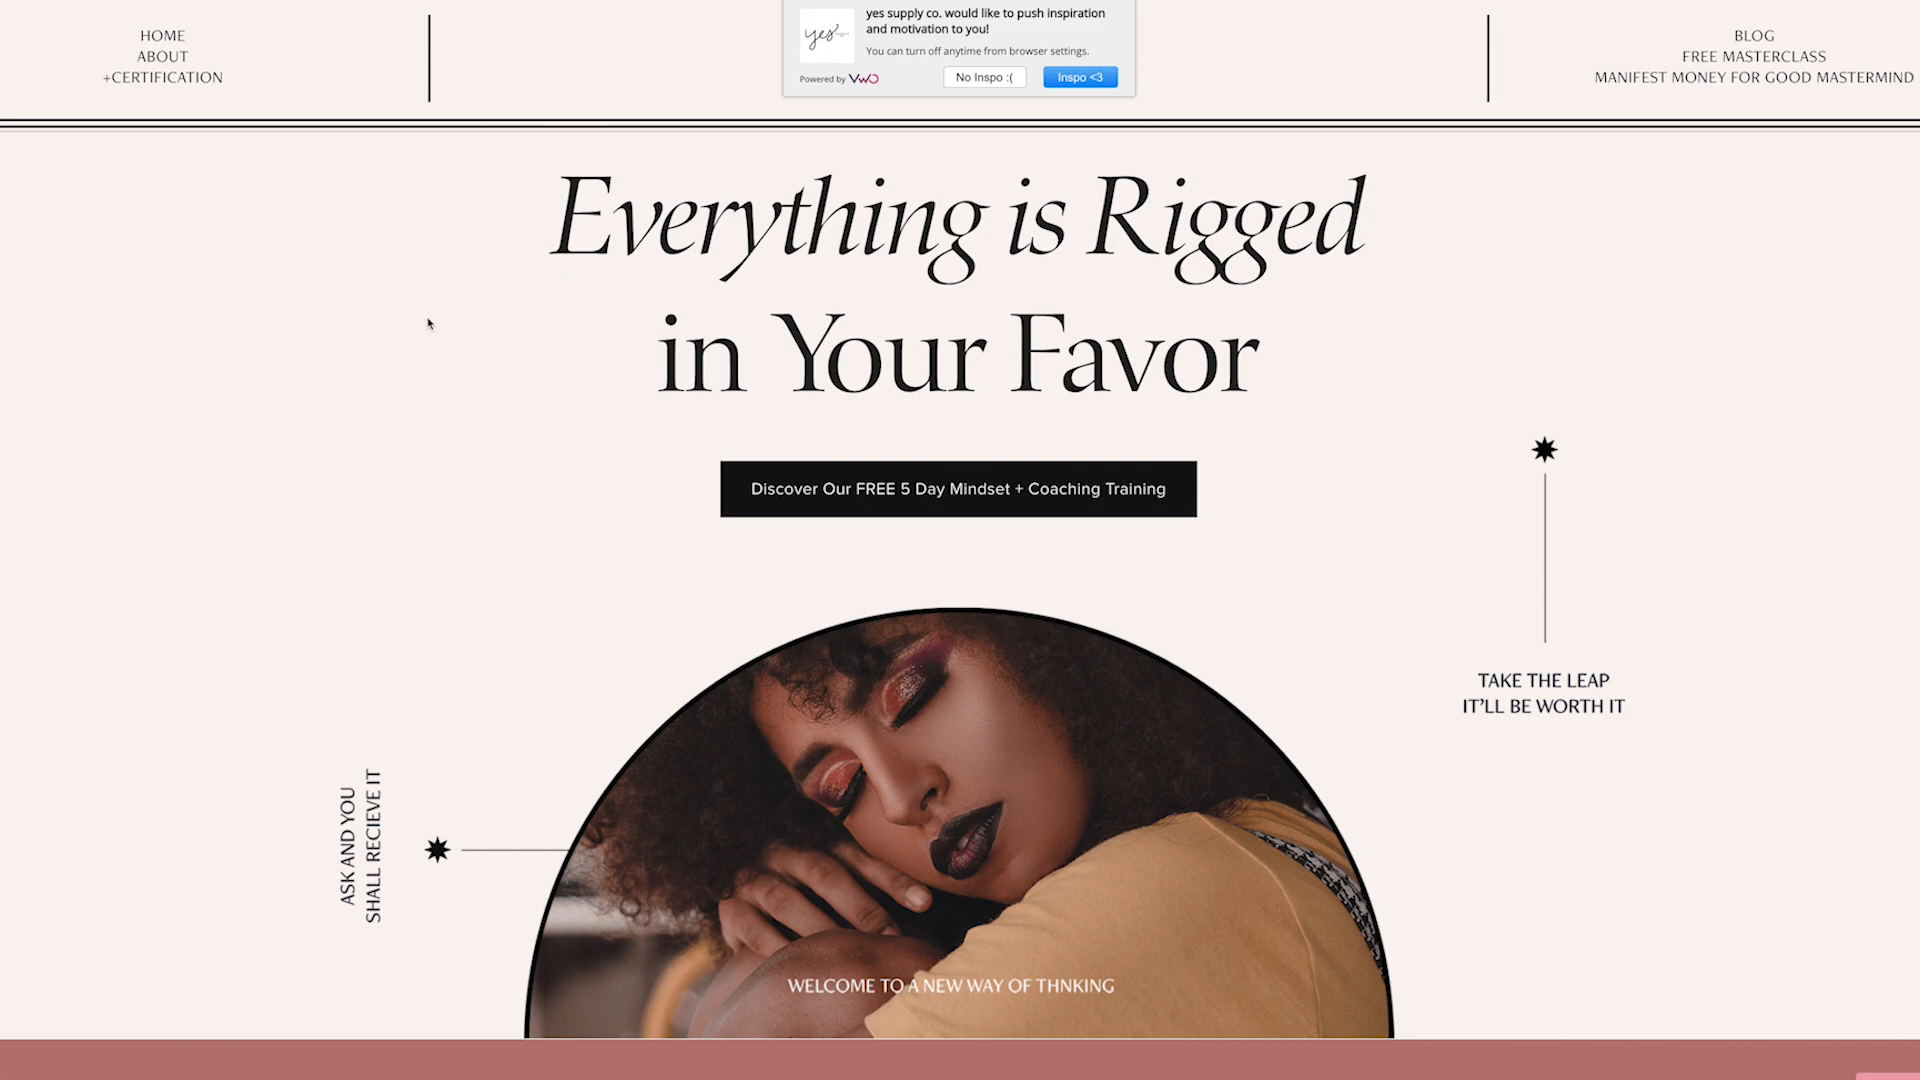 HOME
ABOUT
+CERTIFICATION
yes
yes supply co. would like to push inspiration
and motivation to you!
You can turn off anytime from browser settings.
Powered by VWO
No Inspo :(
Inspo <3
BLOG
FREE MASTERCLASS
MANIFEST MONEY FOR GOOD MASTERMIND
Everything is Rigged
in Your Favor
Discover Our FREE 5 Day Mindset + Coaching Training
TAKE THE LEAP
IT'LL BE WORTH IT
ASK AND YOU
SHALL RECIEVE IT
WELCOME TO A NEW WAY OF THNKING